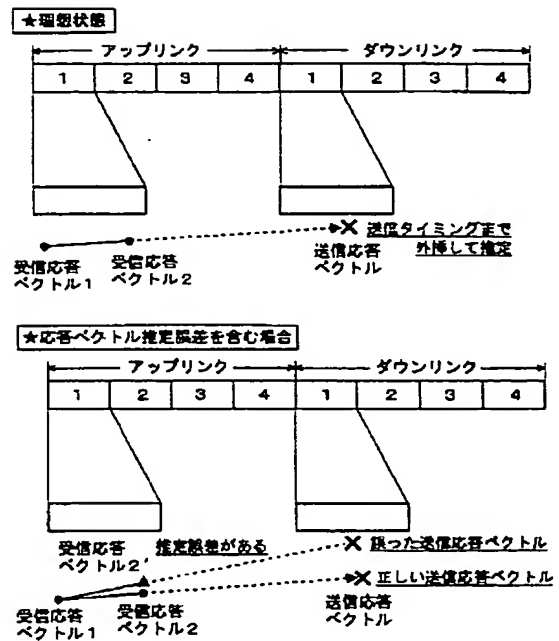 ★理想状態
アップリンク ダウンリンク
1 2 3 4 1 2 3 4
送信タイミングまで
外挿して推定
受信応答
ベクトル1
受信応答
ベクトル2
送信応答
ベクトル
★応答ベクトル推定誤差を含む場合
アップリンク ダウンリンク
1 2 3 4 1 2 3 4
受信応答
ベクトル2'
推定誤差がある
誤った送信応答ベクトル
正しい送信応答ベクトル
受信応答
ベクトル1
受信応答
ベクトル2
送信応答
ベクトル